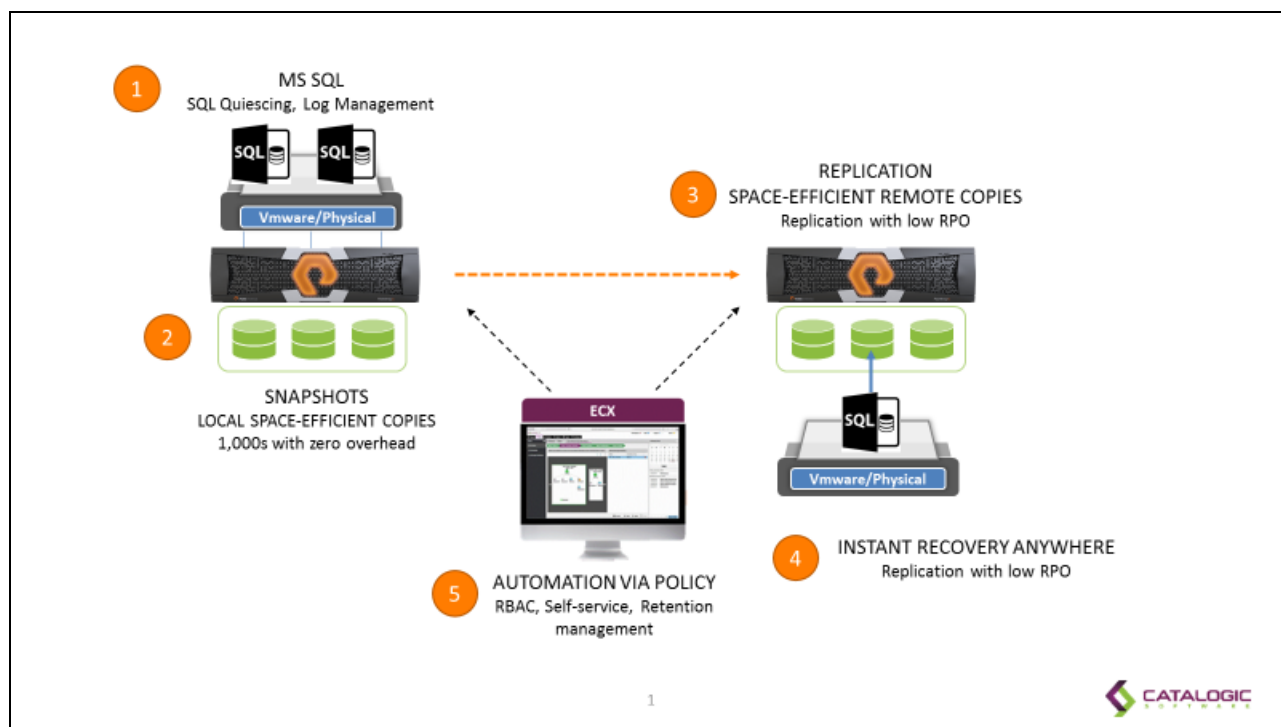 1
MS SQL
SQL Quiescing, Log Management
SQL
SQL
Vmware/Physical
2
SNAPSHOTS
LOCAL SPACE-EFFICIENT COPIES
1,000s with zero overhead
3
REPLICATION
SPACE-EFFICIENT REMOTE COPIES
Replication with low RPO
SQL
Vmware/Physical
4
INSTANT RECOVERY ANYWHERE
Replication with low RPO
ECX
5
AUTOMATION VIA POLICY
RBAC, Self-service, Retention
management
1
CATALOGIC
SOFTWARE